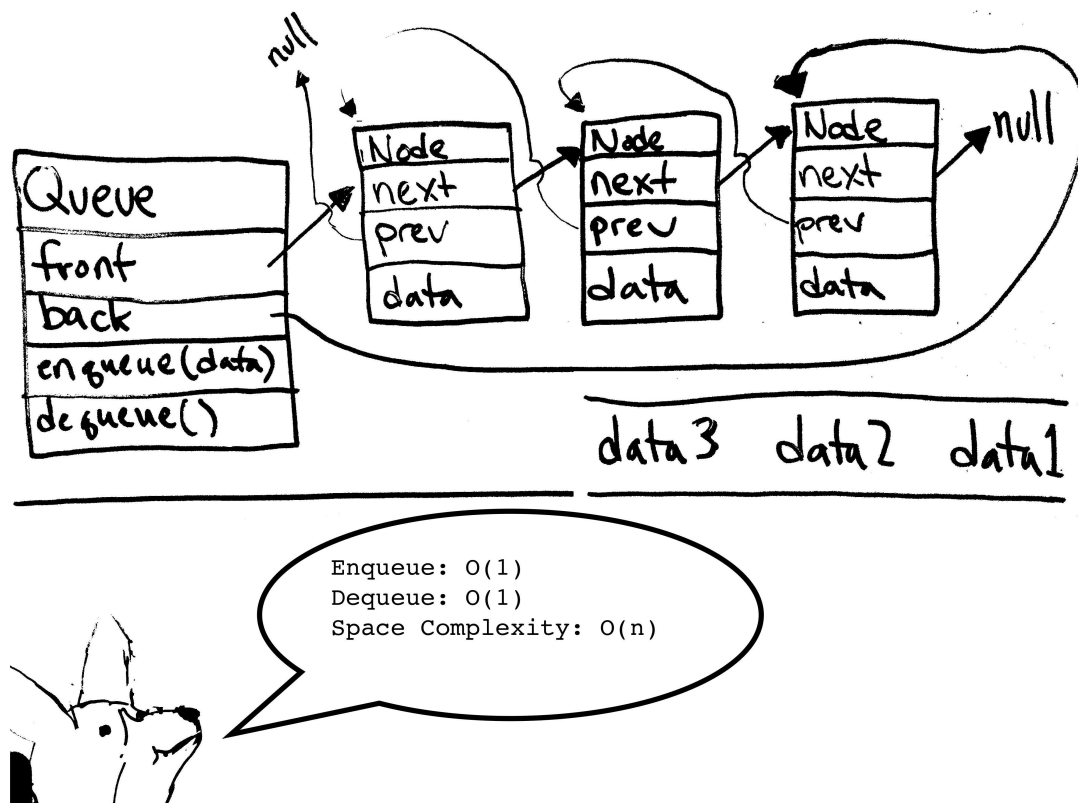 null
Queue
front
back
enqueue(data)
dequeue()
Node
next
prev
data
Node
next
prev
data
Node
next
prev
data
null
data3 data2 data1
Enqueue: O(1)
Dequeue: O(1)
Space Complexity: O(n)